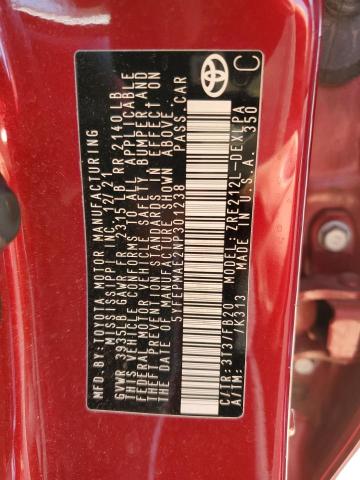 MFD. BY: TOYOTA MOTOR MANUFACTURING
MISSISSIPPI, INC. 12/21
GVWR 3935LB GAWR FR 2315 LB RR 2140LB
THIS VEHICLE CONFORMS TO ALL APPLICABLE
FEDERAL MOTOR VEHICLE SAFETY, BUMPER, AND
THEFT PREVENTION STANDARDS IN EFFECT ON
THE DATE OF MANUFACTURE SHOWN ABOVE.
5YFEPMAE2NP301238 PASS. CAR
C
TOYOTA
C/TR: 3T3/FB20 MODEL: ZRE212L-DEXLPA
A/TM: /K313 MADE IN U.S.A. 350